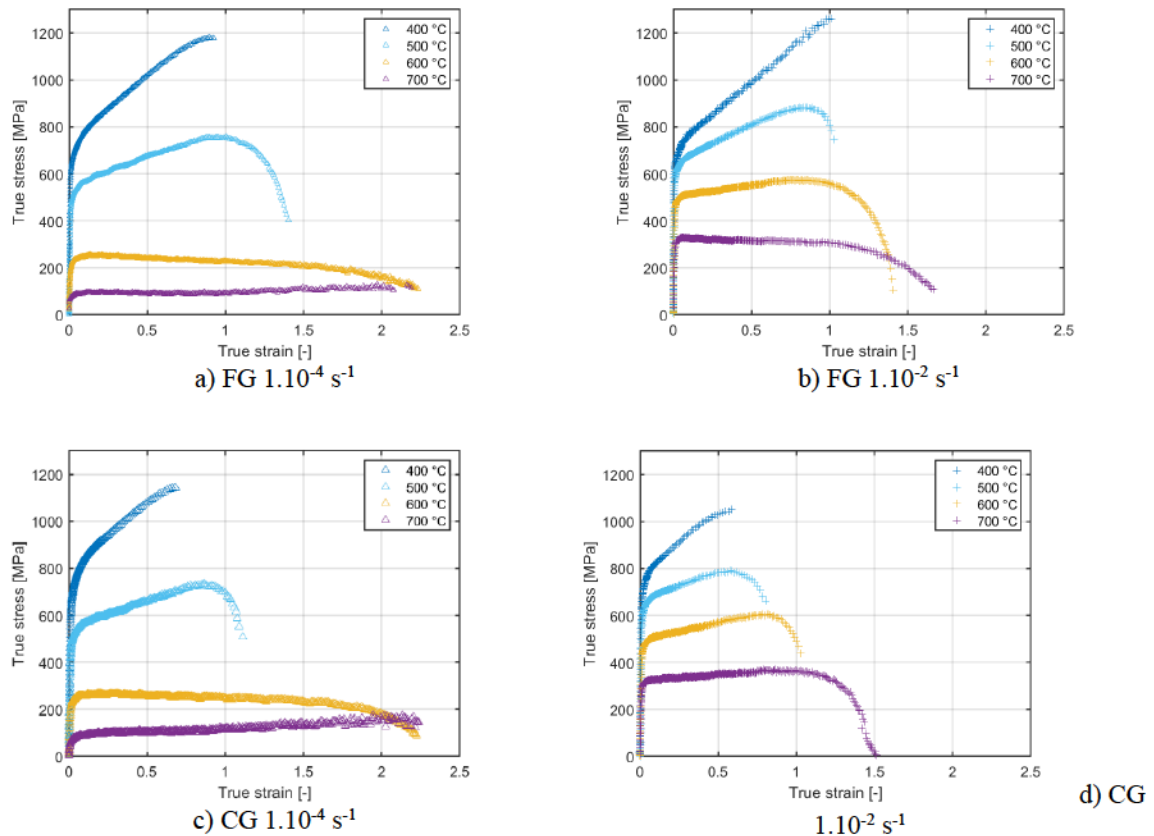 True stress [MPa]
1200
1000
800
600
400
200
0
400 °C
500 °C
600 °C
700 °C
0 0.5 1 1.5 2 2.5
True strain [-]
a) FG 1.10-4 s-1
True stress [MPa]
1200
1000
800
600
400
200
0
400 °C
500 °C
600 °C
700 °C
0 0.5 1 1.5 2 2.5
True strain [-]
b) FG 1.10-2 s-1
True stress [MPa]
1200
1000
800
600
400
200
0
400 °C
500 °C
600 °C
700 °C
0 0.5 1 1.5 2 2.5
True strain [-]
c) CG 1.10-4 s-1
True stress [MPa]
1200
1000
800
600
400
200
0
400 °C
500 °C
600 °C
700 °C
0 0.5 1 1.5 2 2.5
True strain [-]
d) CG
1.10-2 s-1